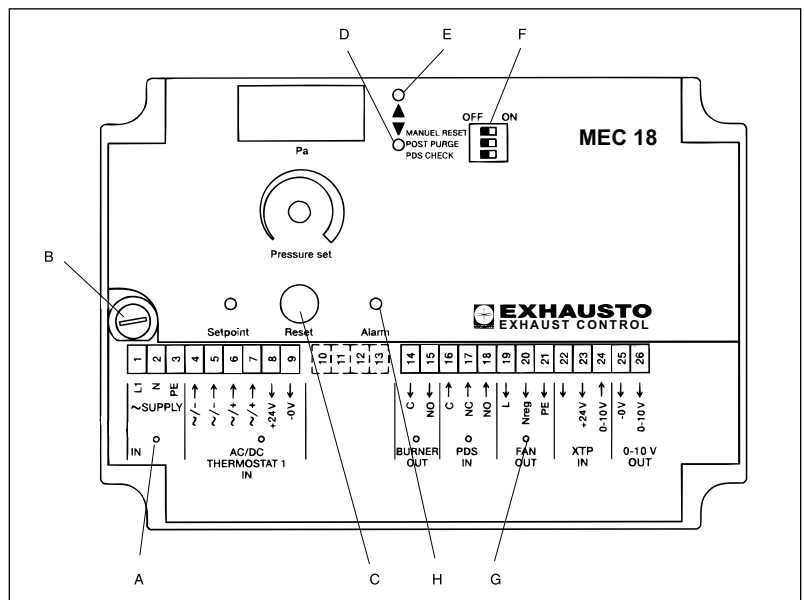 D
E
F
OFF ON
MANUEL RESET
POST PURGE
PDS CHECK
MEC 18
Pa
Pressure set
B
Setpoint
Reset
Alarm
EXHAUSTO
EXHAUST CONTROL
1 2 3 4 5 6 7 8 9 10 11 12 13 14 15 16 17 18 19 20 21 22 23 24 25 26
L1 N PE ~/- ~/- ~/+ ~/+ +24V -0V C NO C NC NO L Nreg PE +24V 0-10V -0V 0-10V
~SUPPLY
IN
AC/DC
THERMOSTAT 1
IN
BURNER
OUT
PDS
IN
FAN
OUT
XTP
IN
0-10 V
OUT
A
C
H
G